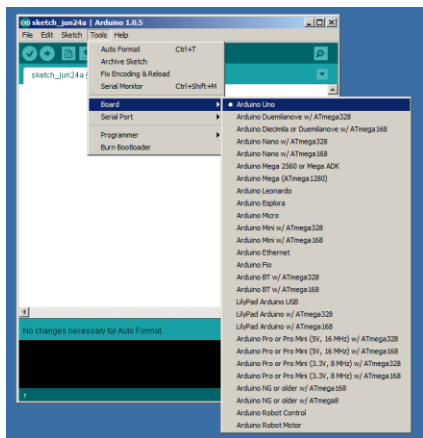 sketch_jun24a | Arduino 1.0.5
File Edit Sketch Tools Help
sketch_jun24a
Auto Format Ctrl+T
Archive Sketch
Fix Encoding & Reload
Serial Monitor Ctrl+Shift+M
Board
Serial Port
Programmer
Burn Bootloader
Arduino Uno
Arduino Duemilanove w/ ATmega328
Arduino Diecimila or Duemilanove w/ ATmega168
Arduino Nano w/ ATmega328
Arduino Nano w/ ATmega168
Arduino Mega 2560 or Mega ADK
Arduino Mega (ATmega1280)
Arduino Leonardo
Arduino Esplora
Arduino Micro
Arduino Mini w/ ATmega328
Arduino Mini w/ ATmega168
Arduino Ethernet
Arduino Fio
Arduino BT w/ ATmega328
Arduino BT w/ ATmega168
LilyPad Arduino USB
LilyPad Arduino w/ ATmega328
LilyPad Arduino w/ ATmega168
Arduino Pro or Pro Mini (5V, 16 MHz) w/ ATmega328
Arduino Pro or Pro Mini (5V, 16 MHz) w/ ATmega168
Arduino Pro or Pro Mini (3.3V, 8 MHz) w/ ATmega328
Arduino Pro or Pro Mini (3.3V, 8 MHz) w/ ATmega168
Arduino NG or older w/ ATmega168
Arduino NG or older w/ ATmega8
Arduino Robot Control
Arduino Robot Motor
No changes necessary for Auto Format.
1